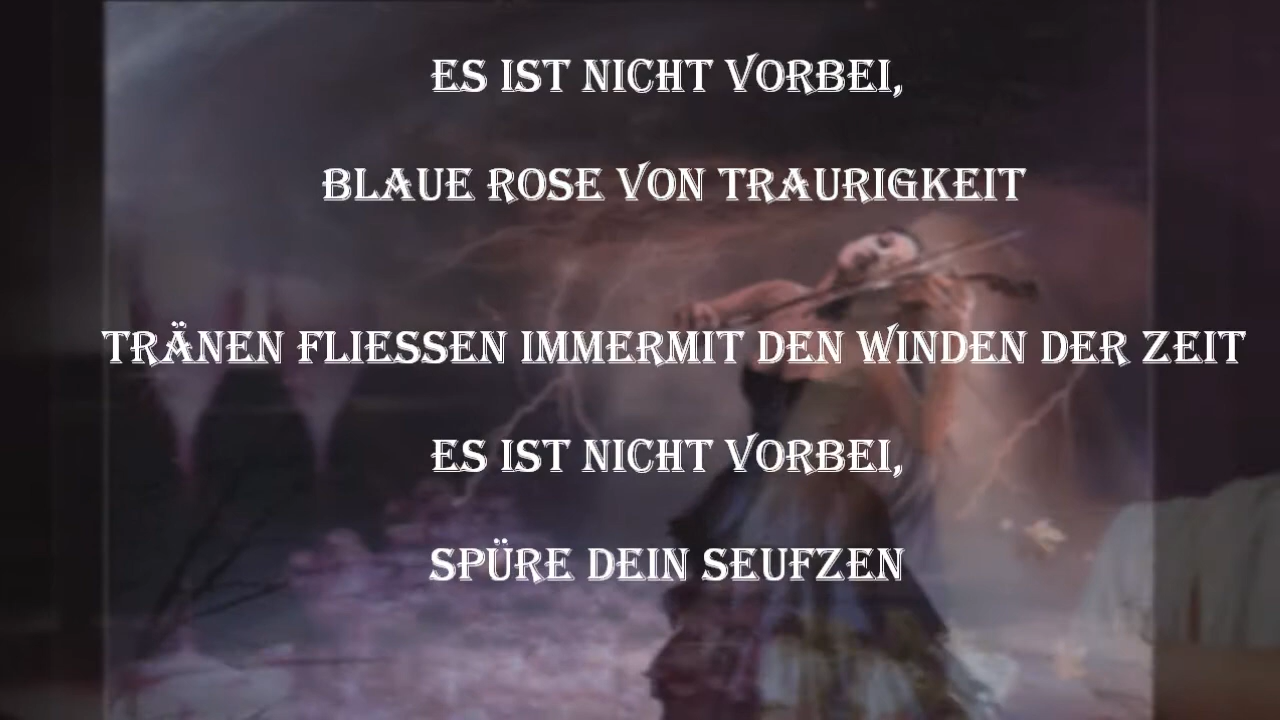 ES IST NICHT VORBEI,
BLAUE ROSE VON TRAURIGKEIT
TRÄNEN FLIESSEN IMMERMIT DEN WINDEN DER ZEIT
ES IST NICHT VORBEI,
SPÜRE DEIN SEUFZEN